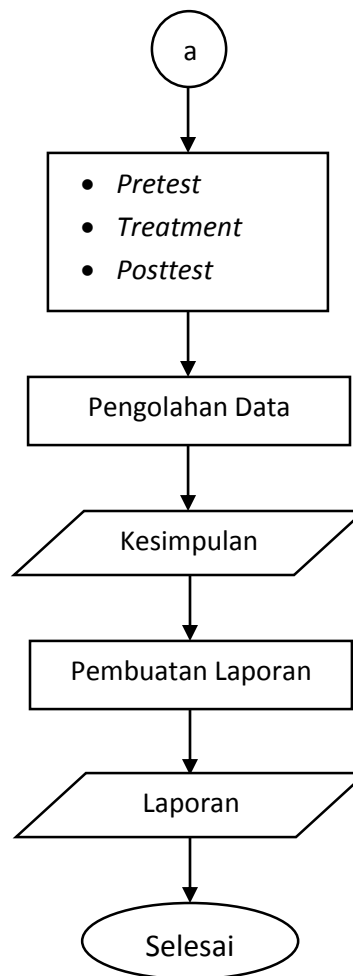 a
• Pretest
• Treatment
• Posttest
Pengolahan Data
Kesimpulan
Pembuatan Laporan
Laporan
Selesai